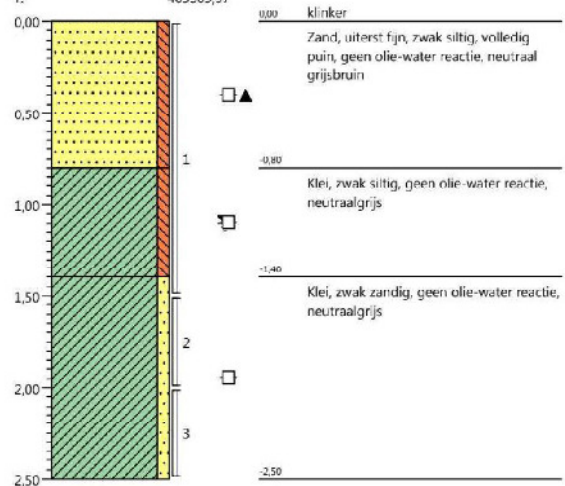 0,00
0,50
1,00
1,50
2,00
2,50
1
2
3
0,00 klinker
Zand, uiterst fijn, zwak siltig, volledig
puin, geen olie-water reactie, neutraal
grijsbruin
-0,80
Klei, zwak siltig, geen olie-water reactie,
neutraalgrijs
-1,40
Klei, zwak zandig, geen olie-water reactie,
neutraalgrijs
-2,50